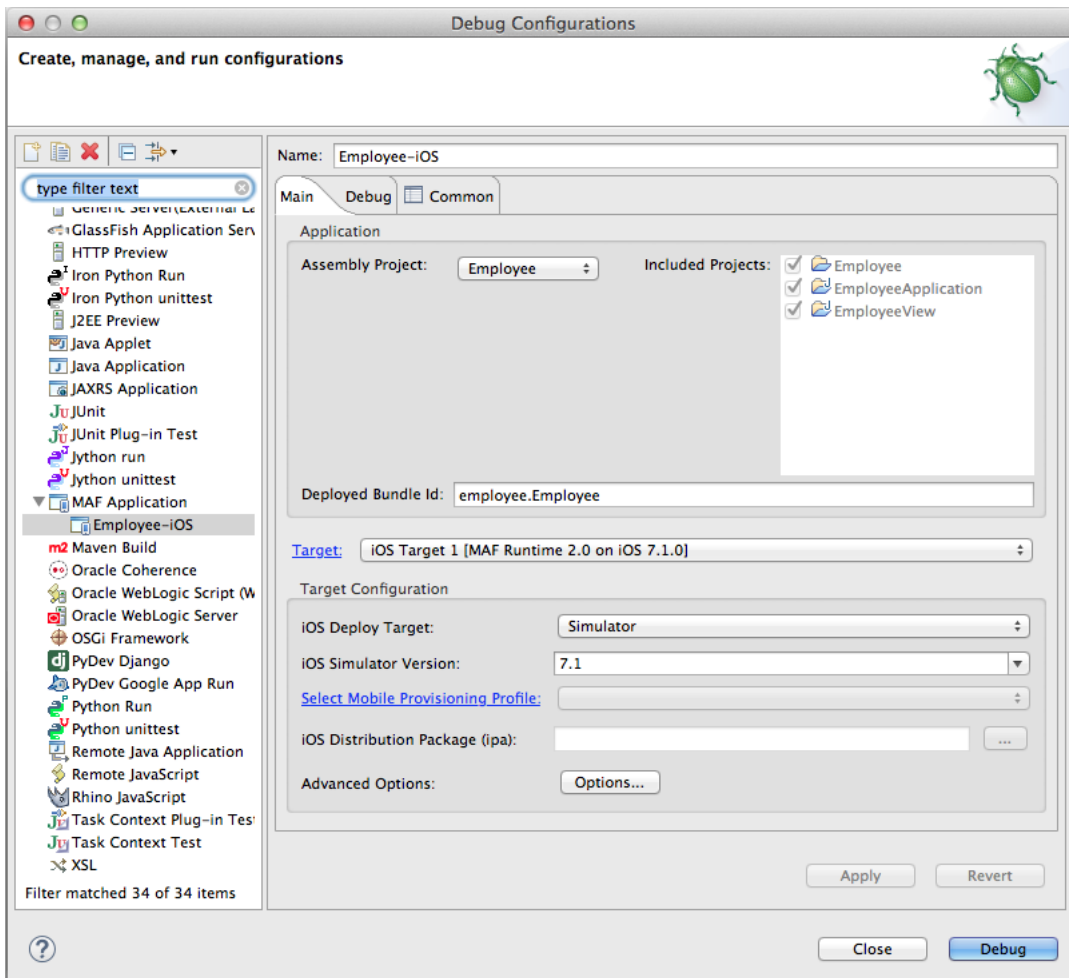 Debug Configurations
Create, manage, and run configurations
type filter text
Generic Server(External La
GlassFish Application Serv
HTTP Preview
Iron Python Run
Iron Python unittest
J2EE Preview
Java Applet
Java Application
JAXRS Application
JUnit
JUnit Plug-in Test
Jython run
Jython unittest
MAF Application
Employee-iOS
Maven Build
Oracle Coherence
Oracle WebLogic Script (W
Oracle WebLogic Server
OSGi Framework
PyDev Django
PyDev Google App Run
Python Run
Python unittest
Remote Java Application
Remote JavaScript
Rhino JavaScript
Task Context Plug-in Test
Task Context Test
XSL
Filter matched 34 of 34 items
Name: Employee-iOS
Main Debug Common
Application
Assembly Project: Employee
Included Projects: Employee
EmployeeApplication
EmployeeView
Deployed Bundle Id: employee.Employee
Target: iOS Target 1 [MAF Runtime 2.0 on iOS 7.1.0]
Target Configuration
iOS Deploy Target: Simulator
iOS Simulator Version: 7.1
Select Mobile Provisioning Profile:
iOS Distribution Package (ipa): ...
Advanced Options: Options...
Apply Revert
? Close Debug